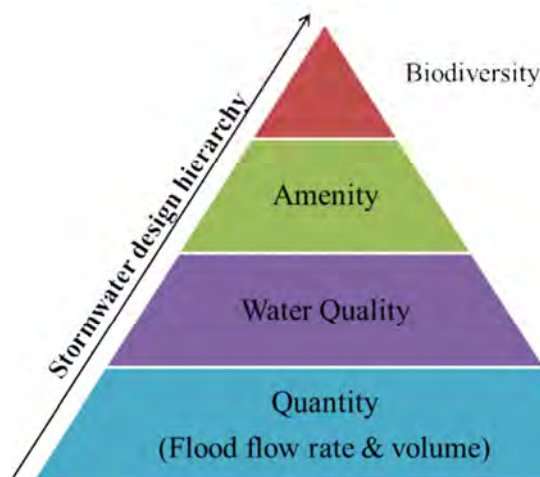 Stormwater design hierarchy
Biodiversity
Amenity
Water Quality
Quantity
(Flood flow rate & volume)